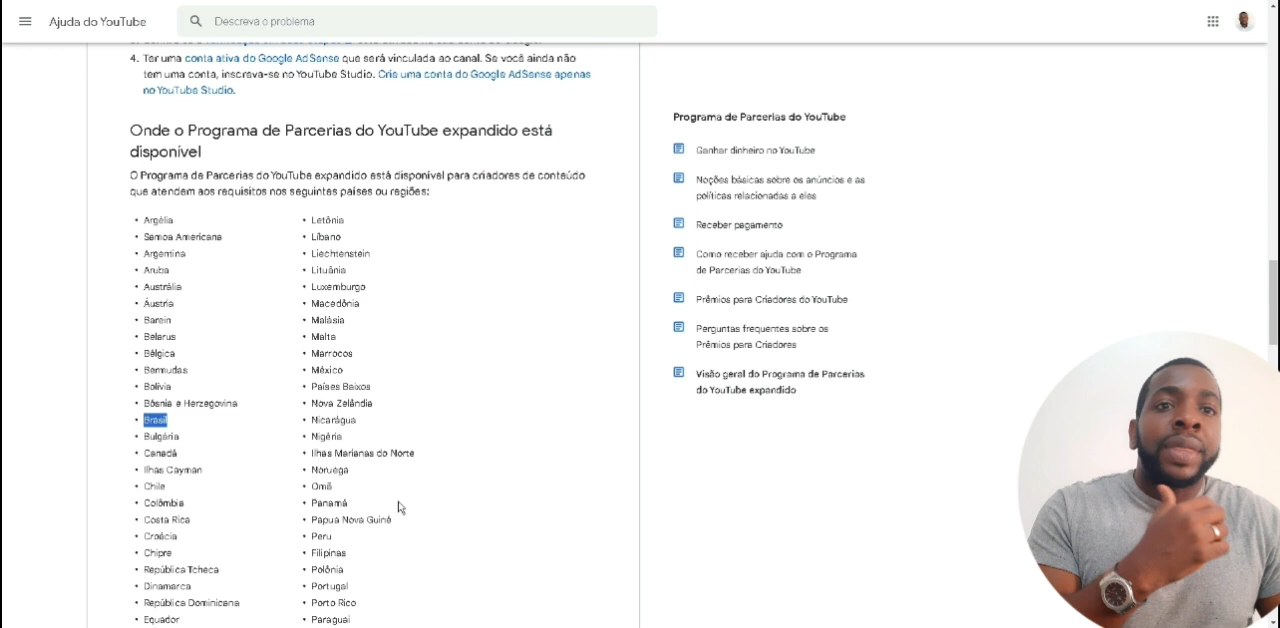 Ajuda do YouTube
Descreva o problema
4. Ter uma conta ativa do Google AdSense que será vinculada ao canal. Se você ainda não
tem uma conta, inscreva-se no YouTube Studio. Crie uma conta do Google AdSense apenas
no YouTube Studio.
Onde o Programa de Parcerias do YouTube expandido está
disponível
O Programa de Parcerias do YouTube expandido está disponível para criadores de conteúdo
que atendem aos requisitos nos seguintes países ou regiões:
• Argélia
• Samoa Americana
• Argentina
• Aruba
• Austrália
• Áustria
• Barein
• Belarus
• Bélgica
• Bermudas
• Bolívia
• Bósnia e Herzegovina
• Brasil
• Bulgária
• Canadá
• Ilhas Cayman
• Chile
• Colômbia
• Costa Rica
• Croácia
• Chipre
• República Tcheca
• Dinamarca
• República Dominicana
• Equador
• Letônia
• Líbano
• Liechtenstein
• Lituânia
• Luxemburgo
• Macedônia
• Malásia
• Malta
• Marrocos
• México
• Países Baixos
• Nova Zelândia
• Nicarágua
• Nigéria
• Ilhas Marianas do Norte
• Noruega
• Omã
• Panamá
• Papua Nova Guiné
• Peru
• Filipinas
• Polônia
• Portugal
• Porto Rico
• Paraguai
Programa de Parcerias do YouTube
Ganhar dinheiro no YouTube
Noções básicas sobre os anúncios e as
políticas relacionadas a eles
Receber pagamento
Como receber ajuda com o Programa
de Parcerias do YouTube
Prêmios para Criadores do YouTube
Perguntas frequentes sobre os
Prêmios para Criadores
Visão geral do Programa de Parcerias
do YouTube expandido